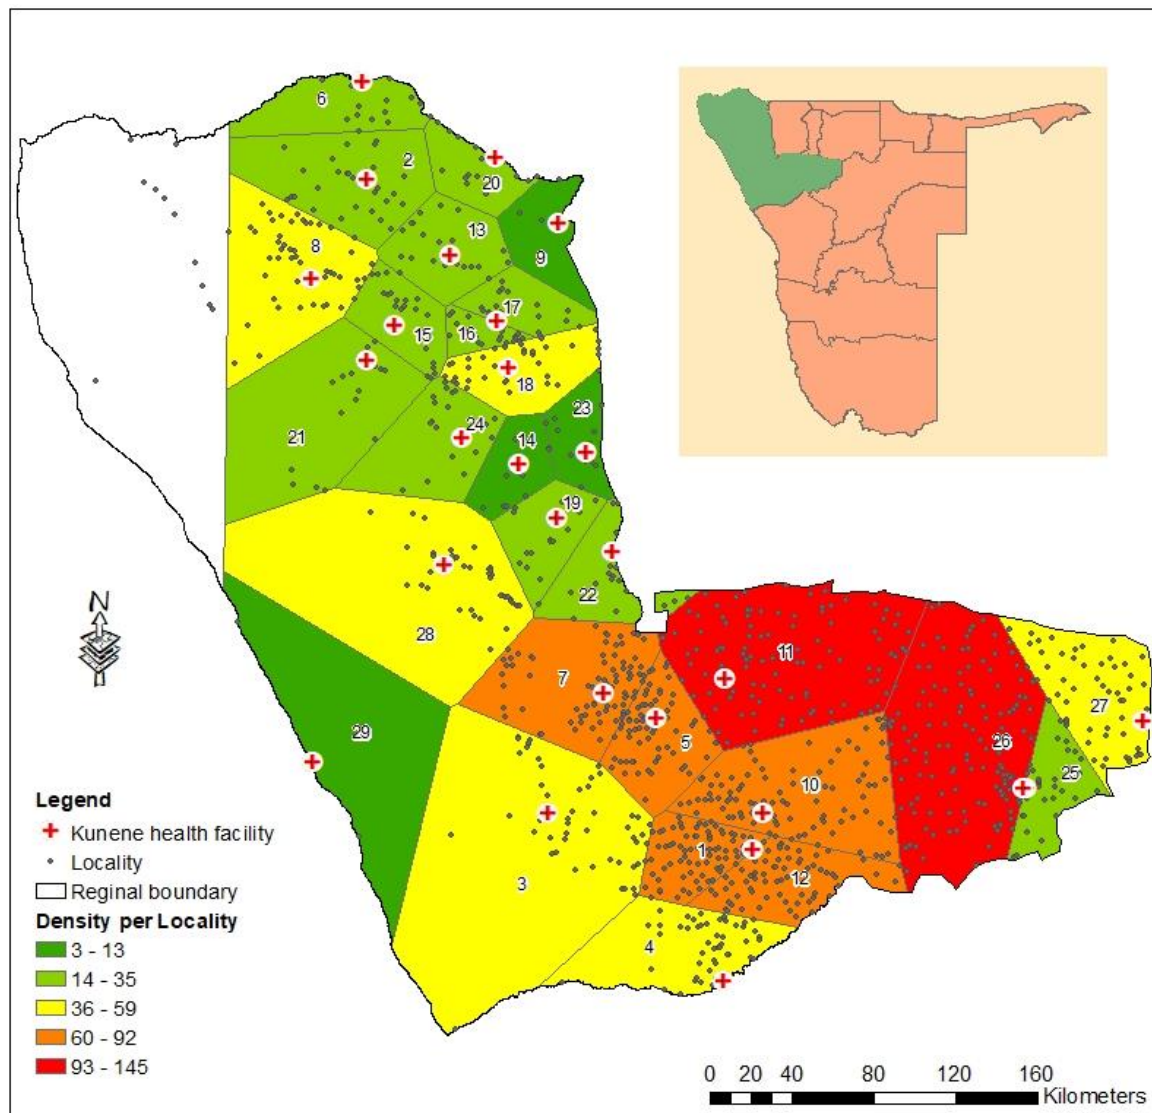 6
2
20
13
8
9
17
15
16
18
23
24
21
14
19
22
28
N
11
7
27
29
5
26
25
10
1
12
3
4
Legend
Kunene health facility
Locality
Reginal boundary
Density per Locality
3 - 13
14 - 35
36 - 59
60 - 92
93 - 145
0 20 40 80 120 160
Kilometers